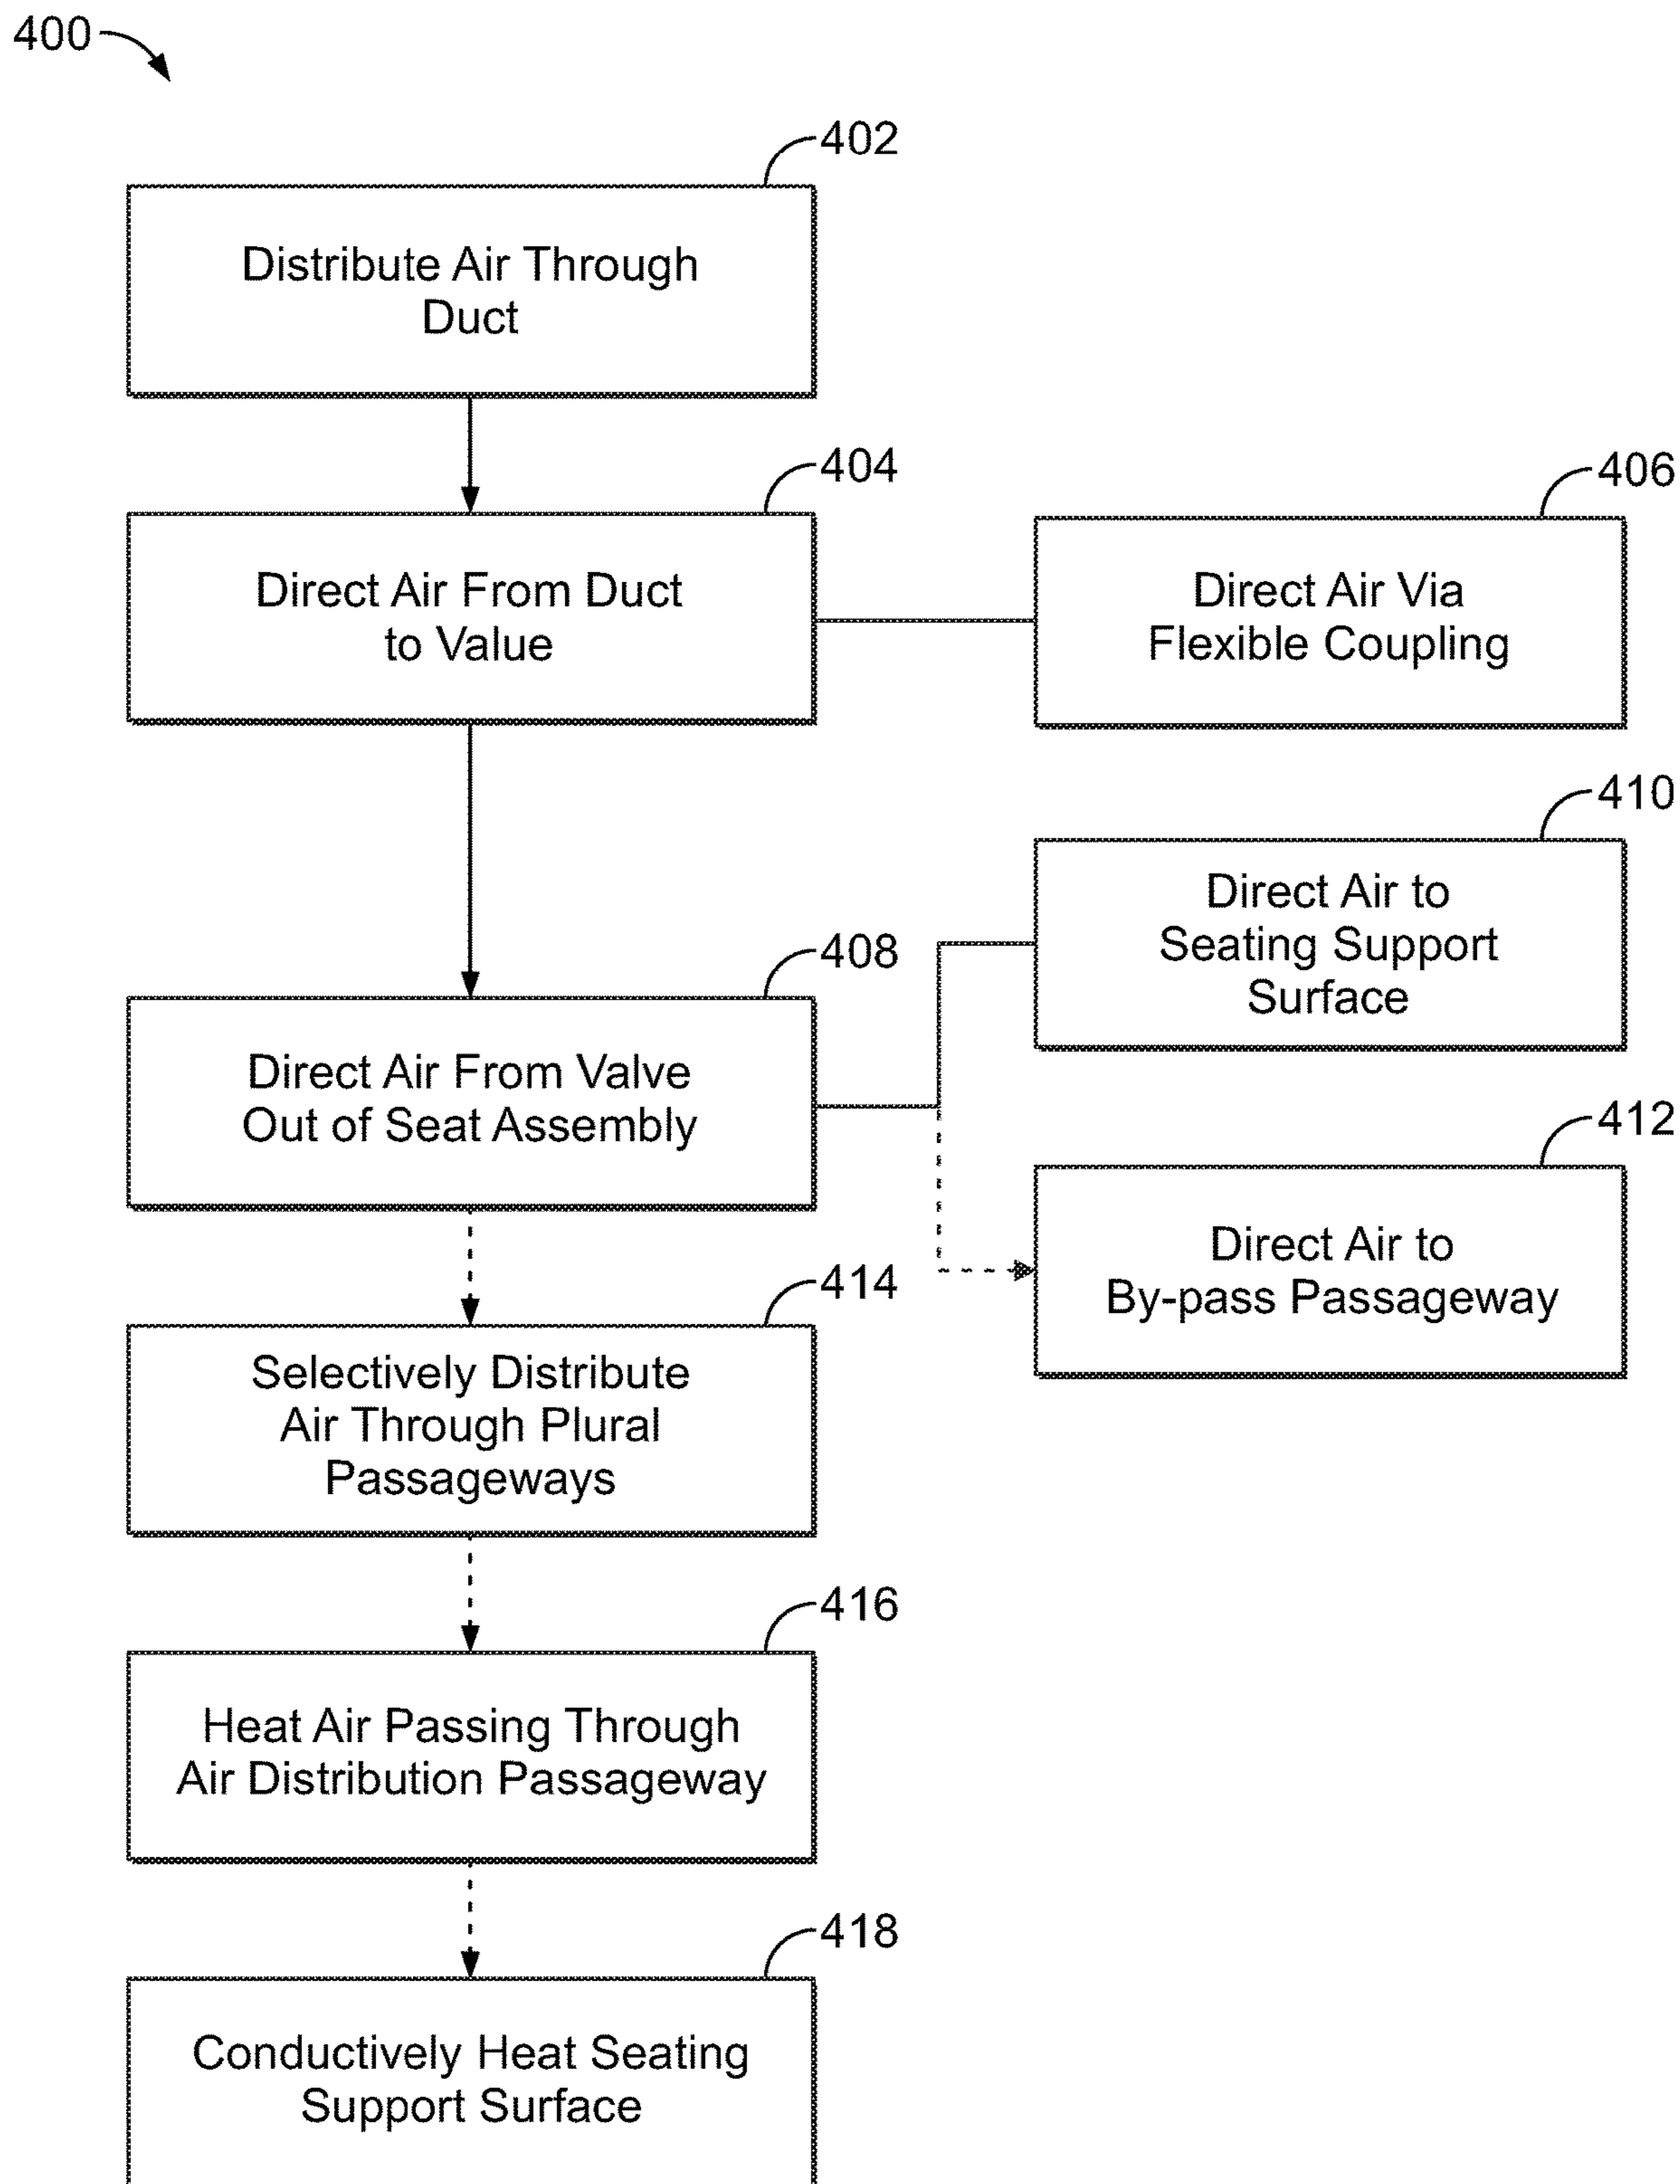 400
402
Distribute Air Through
Duct
404
Direct Air From Duct
to Value
406
Direct Air Via
Flexible Coupling
410
Direct Air to
Seating Support
Surface
408
Direct Air From Valve
Out of Seat Assembly
412
Direct Air to
By-pass Passageway
414
Selectively Distribute
Air Through Plural
Passageways
416
Heat Air Passing Through
Air Distribution Passageway
418
Conductively Heat Seating
Support Surface